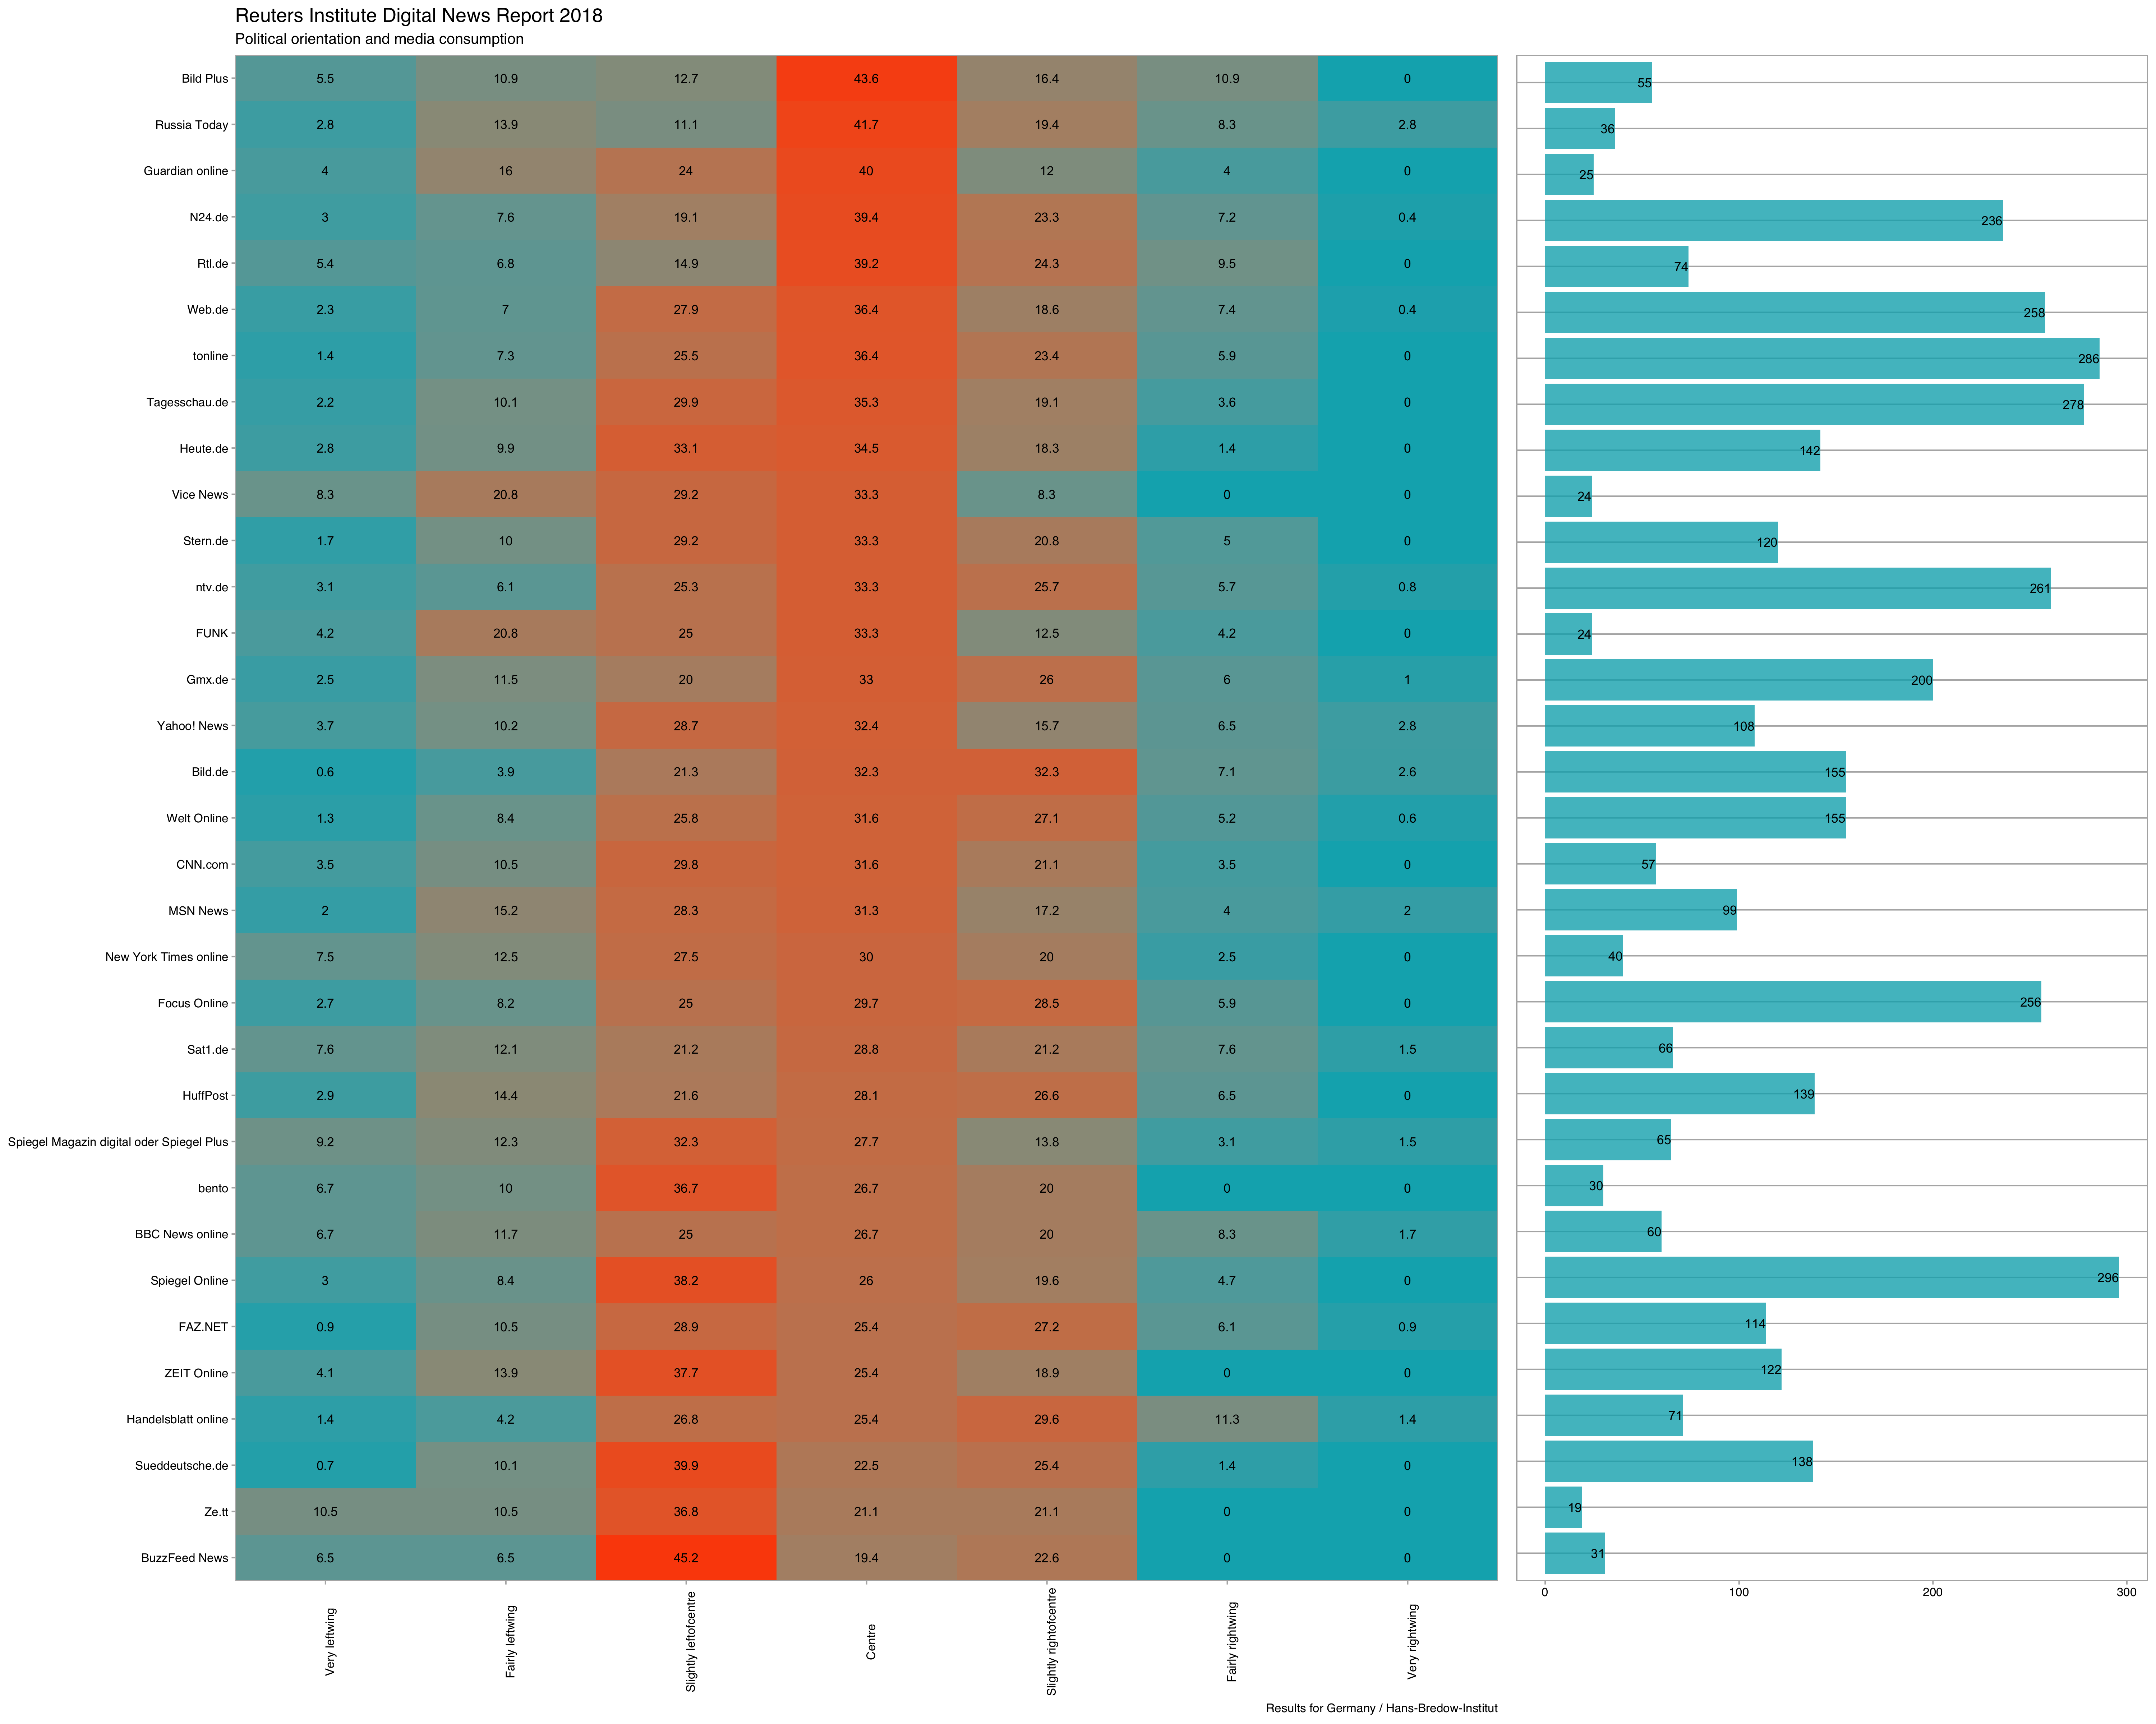 Reuters Institute Digital News Report 2018
Political orientation and media consumption
Bild Plus 5.5 10.9 12.7 43.6 16.4 10.9 0 55
Russia Today 2.8 13.9 11.1 41.7 19.4 8.3 2.8 36
Guardian online 4 16 24 40 12 4 0 25
N24.de 3 7.6 19.1 39.4 23.3 7.2 0.4 236
Rtl.de 5.4 6.8 14.9 39.2 24.3 9.5 0 74
Web.de 2.3 7 27.9 36.4 18.6 7.4 0.4 258
tonline 1.4 7.3 25.5 36.4 23.4 5.9 0 286
Tagesschau.de 2.2 10.1 29.9 35.3 19.1 3.6 0 278
Heute.de 2.8 9.9 33.1 34.5 18.3 1.4 0 142
Vice News 8.3 20.8 29.2 33.3 8.3 0 0 24
Stern.de 1.7 10 29.2 33.3 20.8 5 0 120
ntv.de 3.1 6.1 25.3 33.3 25.7 5.7 0.8 261
FUNK 4.2 20.8 25 33.3 12.5 4.2 0 24
Gmx.de 2.5 11.5 20 33 26 6 1 200
Yahoo! News 3.7 10.2 28.7 32.4 15.7 6.5 2.8 108
Bild.de 0.6 3.9 21.3 32.3 32.3 7.1 2.6 155
Welt Online 1.3 8.4 25.8 31.6 27.1 5.2 0.6 155
CNN.com 3.5 10.5 29.8 31.6 21.1 3.5 0 57
MSN News 2 15.2 28.3 31.3 17.2 4 2 99
New York Times online 7.5 12.5 27.5 30 20 2.5 0 40
Focus Online 2.7 8.2 25 29.7 28.5 5.9 0 256
Sat1.de 7.6 12.1 21.2 28.8 21.2 7.6 1.5 66
HuffPost 2.9 14.4 21.6 28.1 26.6 6.5 0 139
Spiegel Magazin digital oder Spiegel Plus 9.2 12.3 32.3 27.7 13.8 3.1 1.5 65
bento 6.7 10 36.7 26.7 20 0 0 30
BBC News online 6.7 11.7 25 26.7 20 8.3 1.7 60
Spiegel Online 3 8.4 38.2 26 19.6 4.7 0 296
FAZ.NET 0.9 10.5 28.9 25.4 27.2 6.1 0.9 114
ZEIT Online 4.1 13.9 37.7 25.4 18.9 0 0 122
Handelsblatt online 1.4 4.2 26.8 25.4 29.6 11.3 1.4 71
Sueddeutsche.de 0.7 10.1 39.9 22.5 25.4 1.4 0 138
Ze.tt 10.5 10.5 36.8 21.1 21.1 0 0 19
BuzzFeed News 6.5 6.5 45.2 19.4 22.6 0 0 31
0 100 200 300
Very leftwing
Fairly leftwing
Slightly leftofcentre
Centre
Slightly rightofcentre
Fairly rightwing
Very rightwing
Results for Germany / Hans-Bredow-Institut